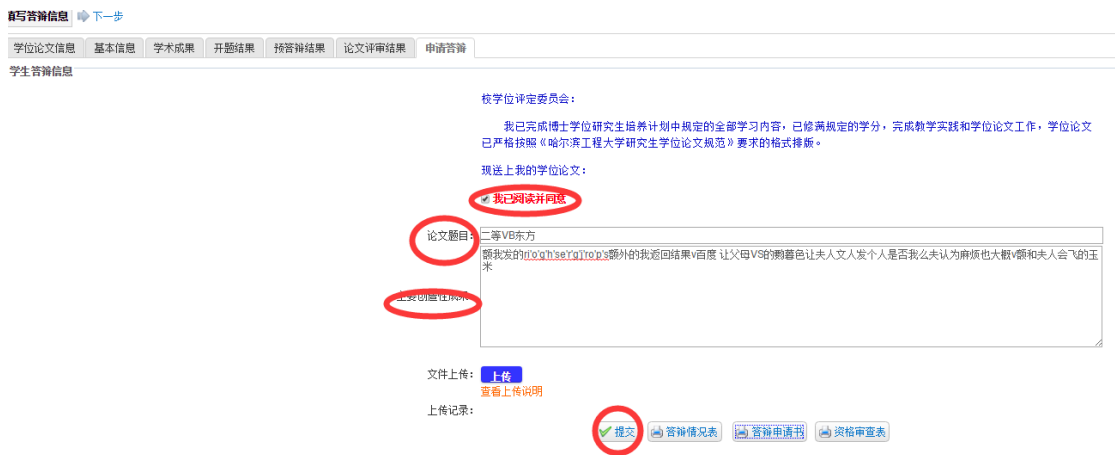 填写答辩信息 下一步
学位论文信息 基本信息 学术成果 开题结果 预答辩结果 论文评审结果 申请答辩
学生答辩信息
校学位评定委员会：
我已完成博士学位研究生培养计划中规定的全部学习内容，已修满规定的学分，完成教学实践和学位论文工作，学位论文
已严格按照《哈尔滨工程大学研究生学位论文规范》要求的格式排版。
现送上我的学位论文：
我已阅读并同意
论文题目： 二等VB东方
额我发的ri'o'g'h'se'r'g'j'ro'p's额外的我返回结果v百度 让父母VS的鹅暮色让夫人文人发个人是否我么夫认为麻烦也大概v额和夫人会飞的玉
米
主要创造性成果
文件上传： 上传
查看上传说明
上传记录：
提交 答辩情况表 答辩申请书 资格审查表